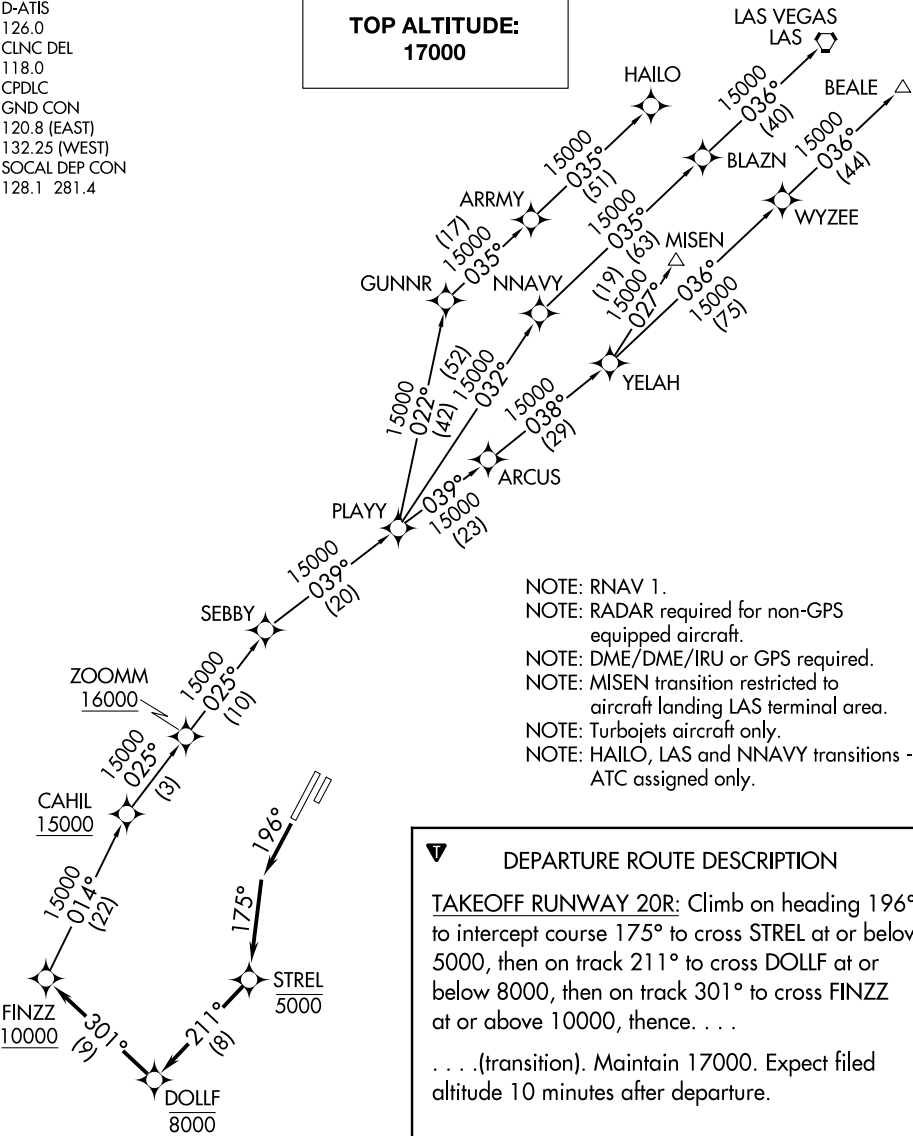 D-ATIS
126.0
CLNC DEL
118.0
CPDLC
GND CON
120.8 (EAST)
132.25 (WEST)
SOCAL DEP CON
128.1 281.4
TOP ALTITUDE:
17000
LAS VEGAS
LAS
HAILO
BEALE
15000
036°
(40)
15000
036°
(44)
15000
035°
(51)
BLAZN
ARRMY
WYZEE
(17)
15000
035°
15000
035°
(63)
MISEN
GUNNR
NNAVY
(19)
15000
027°
036°
15000
(75)
15000
022°
(42)
(52)
15000
032°
YELAH
15000
038°
(29)
ARCUS
PLAYY
039°
15000
(23)
15000
039°
(20)
SEBBY
NOTE: RNAV 1.
NOTE: RADAR required for non-GPS
equipped aircraft.
NOTE: DME/DME/IRU or GPS required.
NOTE: MISEN transition restricted to
aircraft landing LAS terminal area.
NOTE: Turbojets aircraft only.
NOTE: HAILO, LAS and NNAVY transitions -
ATC assigned only.
ZOOMM
16000
15000
025°
(10)
15000
025°
(3)
CAHIL
15000
196°
175°
15000
014°
(22)
STREL
5000
FINZZ
10000
301°
(9)
211°
(8)
DOLLF
8000
T
DEPARTURE ROUTE DESCRIPTION
TAKEOFF RUNWAY 20R: Climb on heading 196°
to intercept course 175° to cross STREL at or below
5000, then on track 211° to cross DOLLF at or
below 8000, then on track 301° to cross FINZZ
at or above 10000, thence. . . .
. . . .(transition). Maintain 17000. Expect filed
altitude 10 minutes after departure.